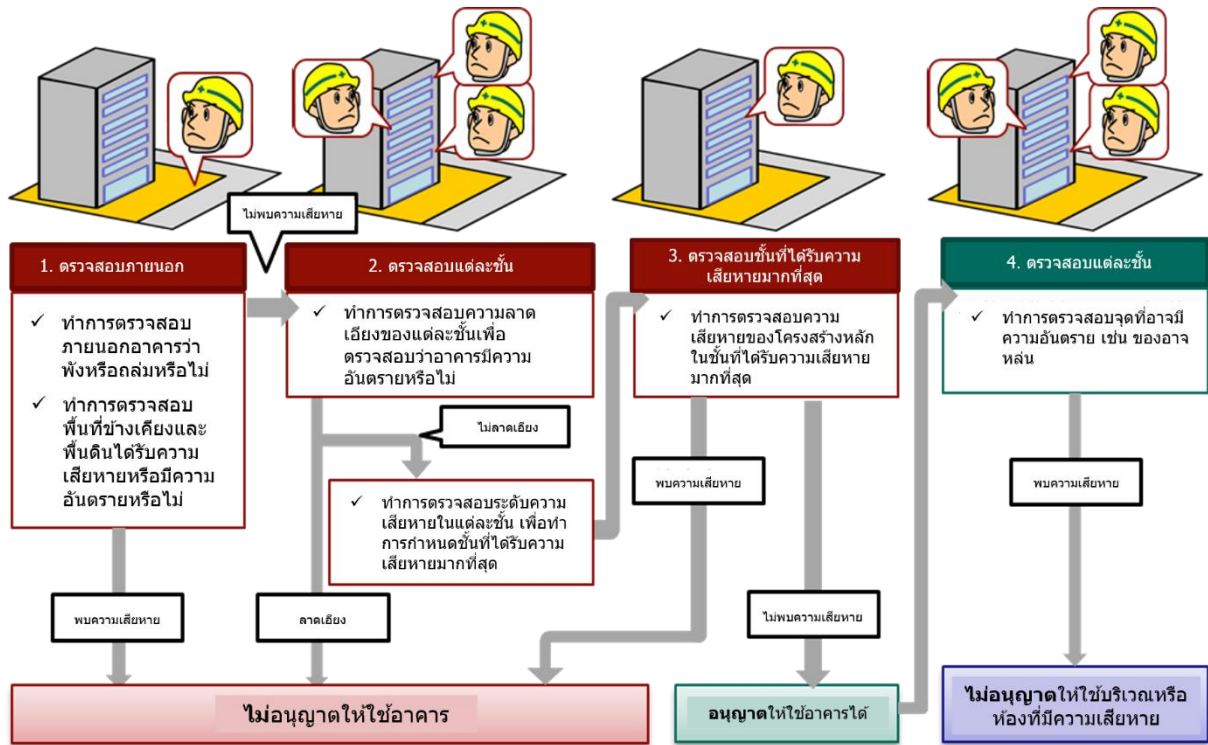 ไม่พบความเสียหาย
1. ตรวจสอบภายนอก
✓ ทำการตรวจสอบ
ภายนอกอาคารว่า
พังหรือถล่มหรือไม่
✓ ทำการตรวจสอบ
พื้นที่ข้างเคียงและ
พื้นดินได้รับความ
เสียหายหรือมีความ
อันตรายหรือไม่
2. ตรวจสอบแต่ละชั้น
✓ ทำการตรวจสอบความลาด
เอียงของแต่ละชั้นเพื่อ
ตรวจสอบว่าอาคารมีความ
อันตรายหรือไม่
ไม่ลาดเอียง
✓ ทำการตรวจสอบระดับความ
เสียหายในแต่ละชั้น เพื่อทำ
การกำหนดชั้นที่ได้รับความ
เสียหายมากที่สุด
3. ตรวจสอบชั้นที่ได้รับความ
เสียหายมากที่สุด
✓ ทำการตรวจสอบความ
เสียหายของโครงสร้างหลัก
ในชั้นที่ได้รับความเสียหาย
มากที่สุด
4. ตรวจสอบแต่ละชั้น
✓ ทำการตรวจสอบจุดที่อาจมี
ความอันตราย เช่น ของอาจ
หล่น
พบความเสียหาย
พบความเสียหาย
พบความเสียหาย
ลาดเอียง
ไม่พบความเสียหาย
ไม่อนุญาตให้ใช้อาคาร
อนุญาตให้ใช้อาคารได้
ไม่อนุญาตให้ใช้บริเวณหรือ
ห้องที่มีความเสียหาย